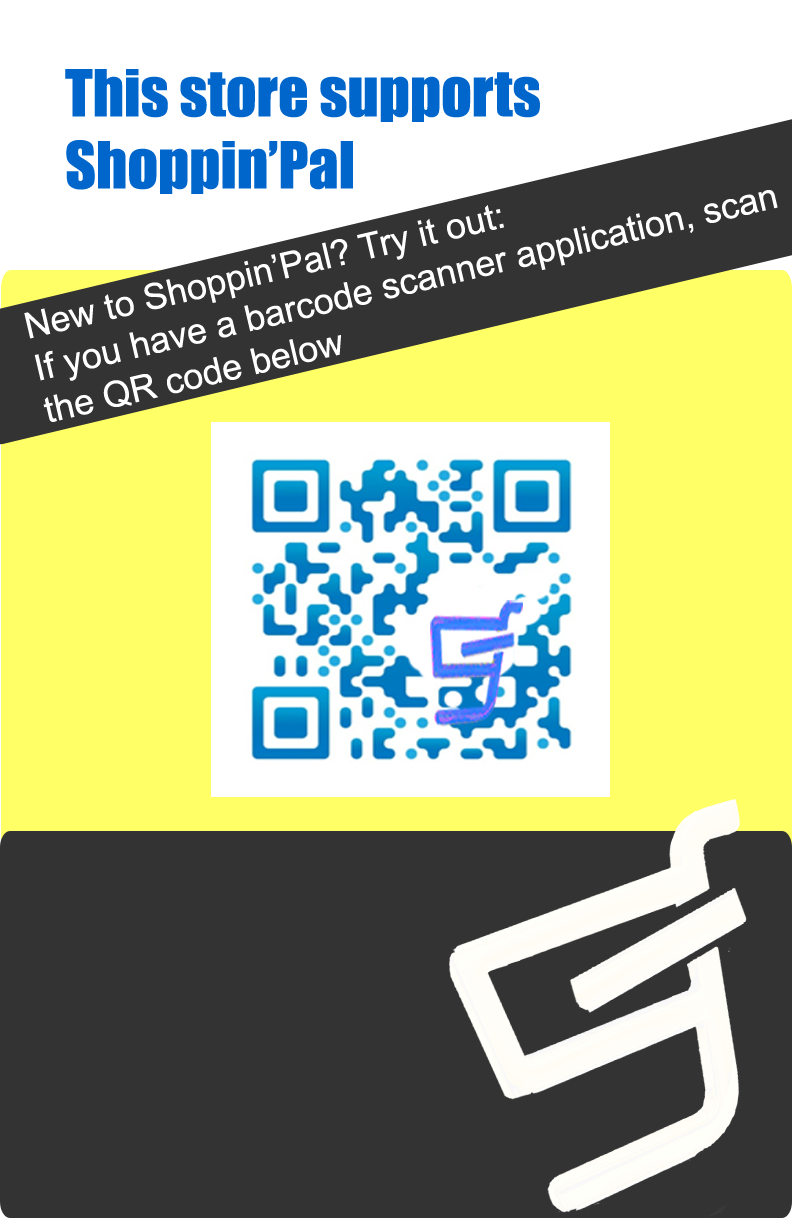 This store supports
Shoppin’Pal
New to Shoppin’Pal? Try it out:
If you have a barcode scanner application, scan
the QR code below